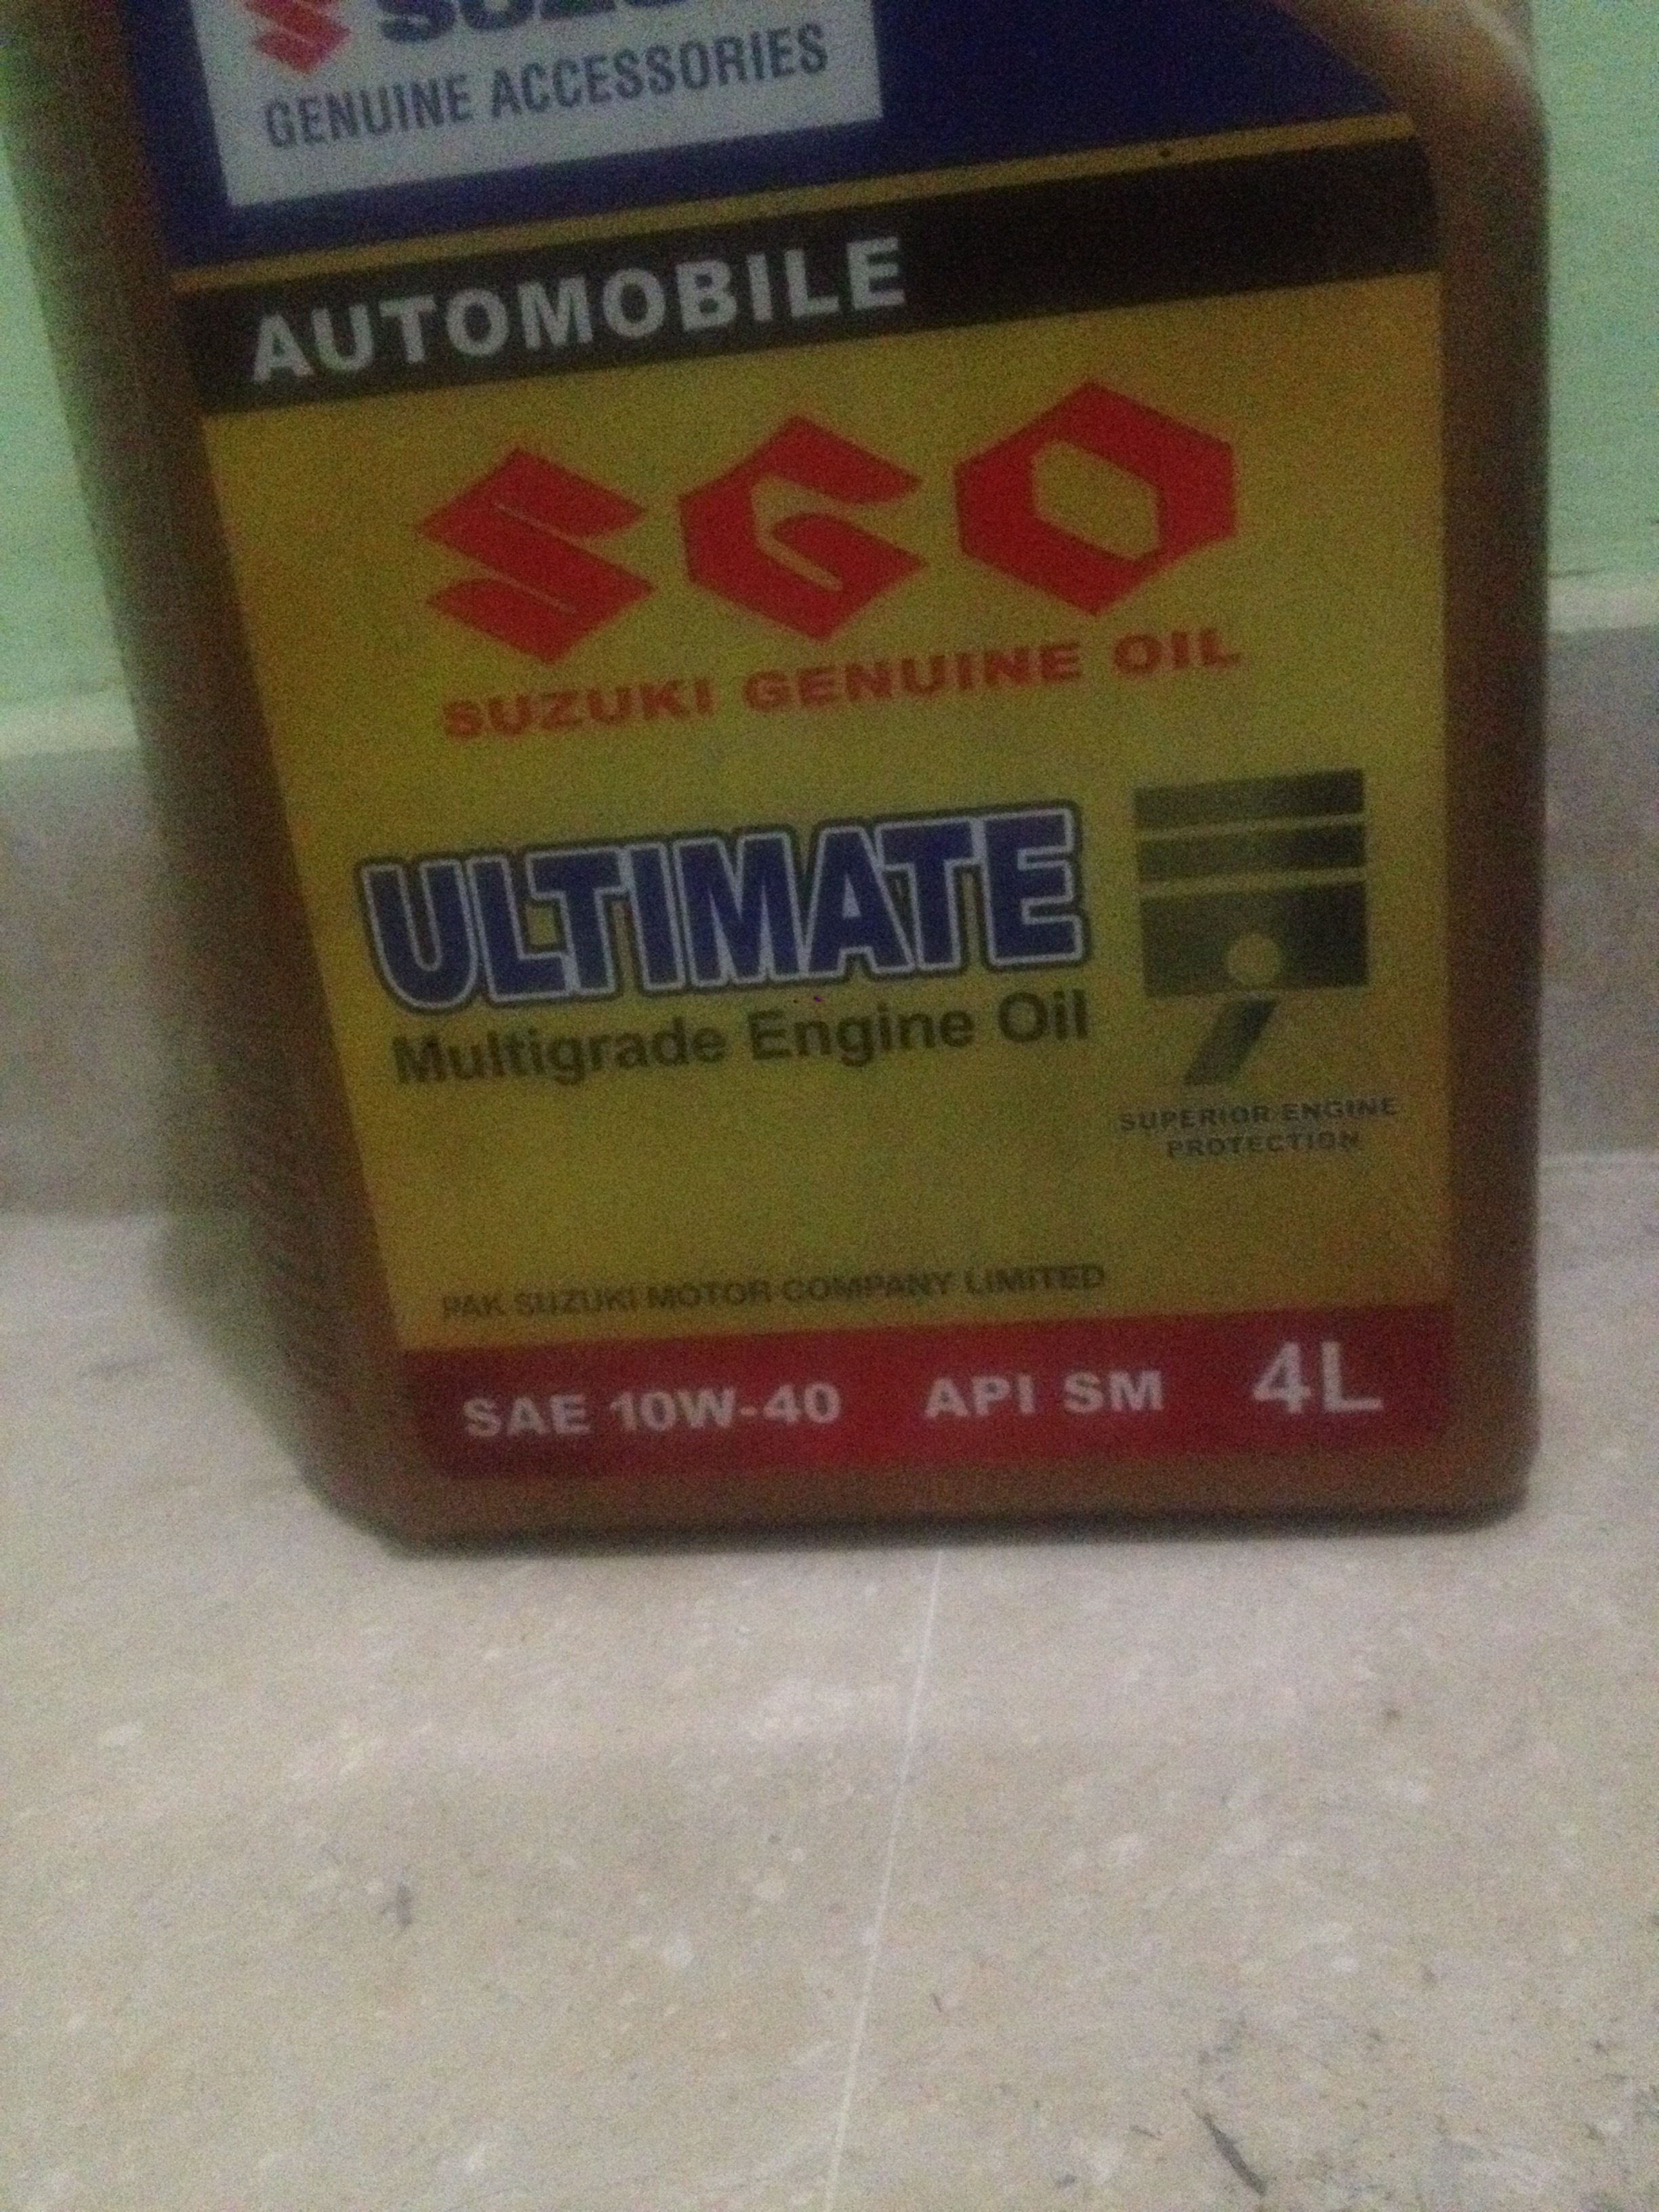 GENUINE ACCESSORIES
AUTOMOBILE
SGO
SUZUKI GENUINE OIL
ULTIMATE
Multigrade Engine Oil
SUPERIOR ENGINE
PROTECTION
PAK SUZUKI MOTOR COMPANY LIMITED
SAE 10W-40 API SM 4L